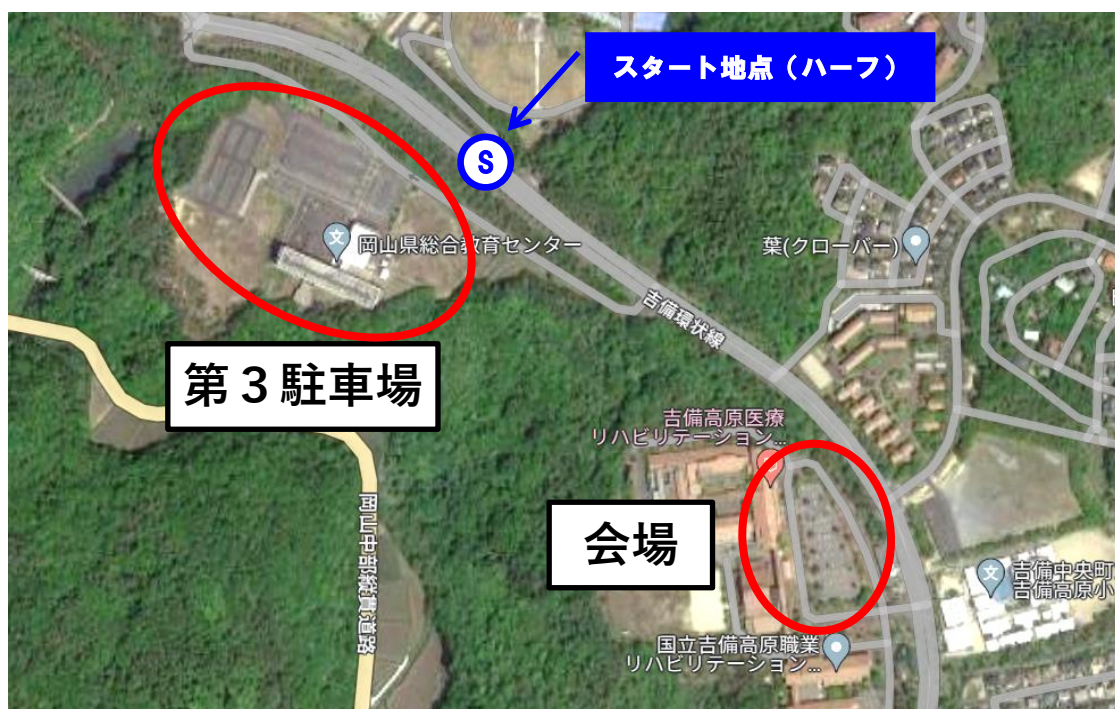 スタート地点（ハーフ）
S
岡山県総合教育センター
葉(クローバー)
吉備環状線
第３駐車場
吉備高原医療
リハビリテーション...
会場
岡山中部縦貫道路
吉備中央町
吉備高原小
国立吉備高原職業
リハビリテーション...